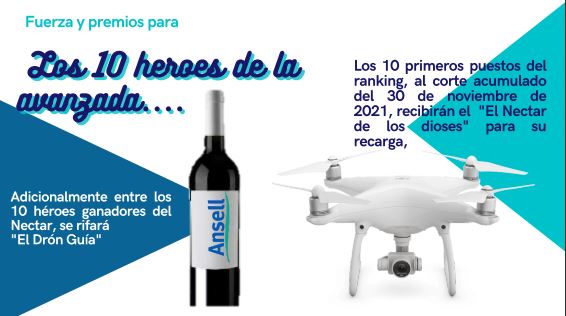 Fuerza y premios para
Los 10 heroes de la
avanzada....
Los 10 primeros puestos del
ranking, al corte acumulado
del 30 de noviembre de
2021, recibirán el "El Nectar
de los dioses" para su
recarga,
Adicionalmente entre los
10 héroes ganadores del
Nectar, se rifará
"El Drón Guía"
Ansell